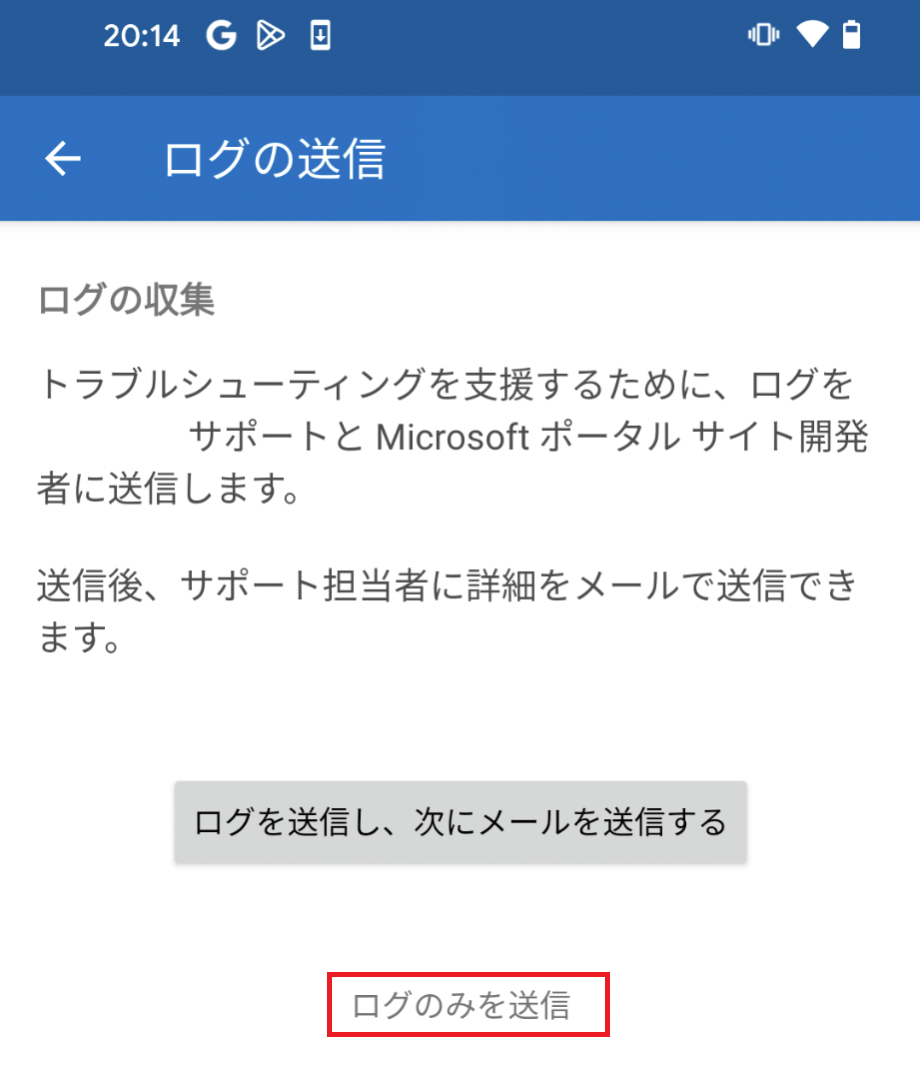 20:14
ログの送信
ログの収集
トラブルシューティングを支援するために、ログを
サポートと Microsoft ポータル サイト開発
者に送信します。
送信後、サポート担当者に詳細をメールで送信でき
ます。
ログを送信し、次にメールを送信する
ログのみを送信